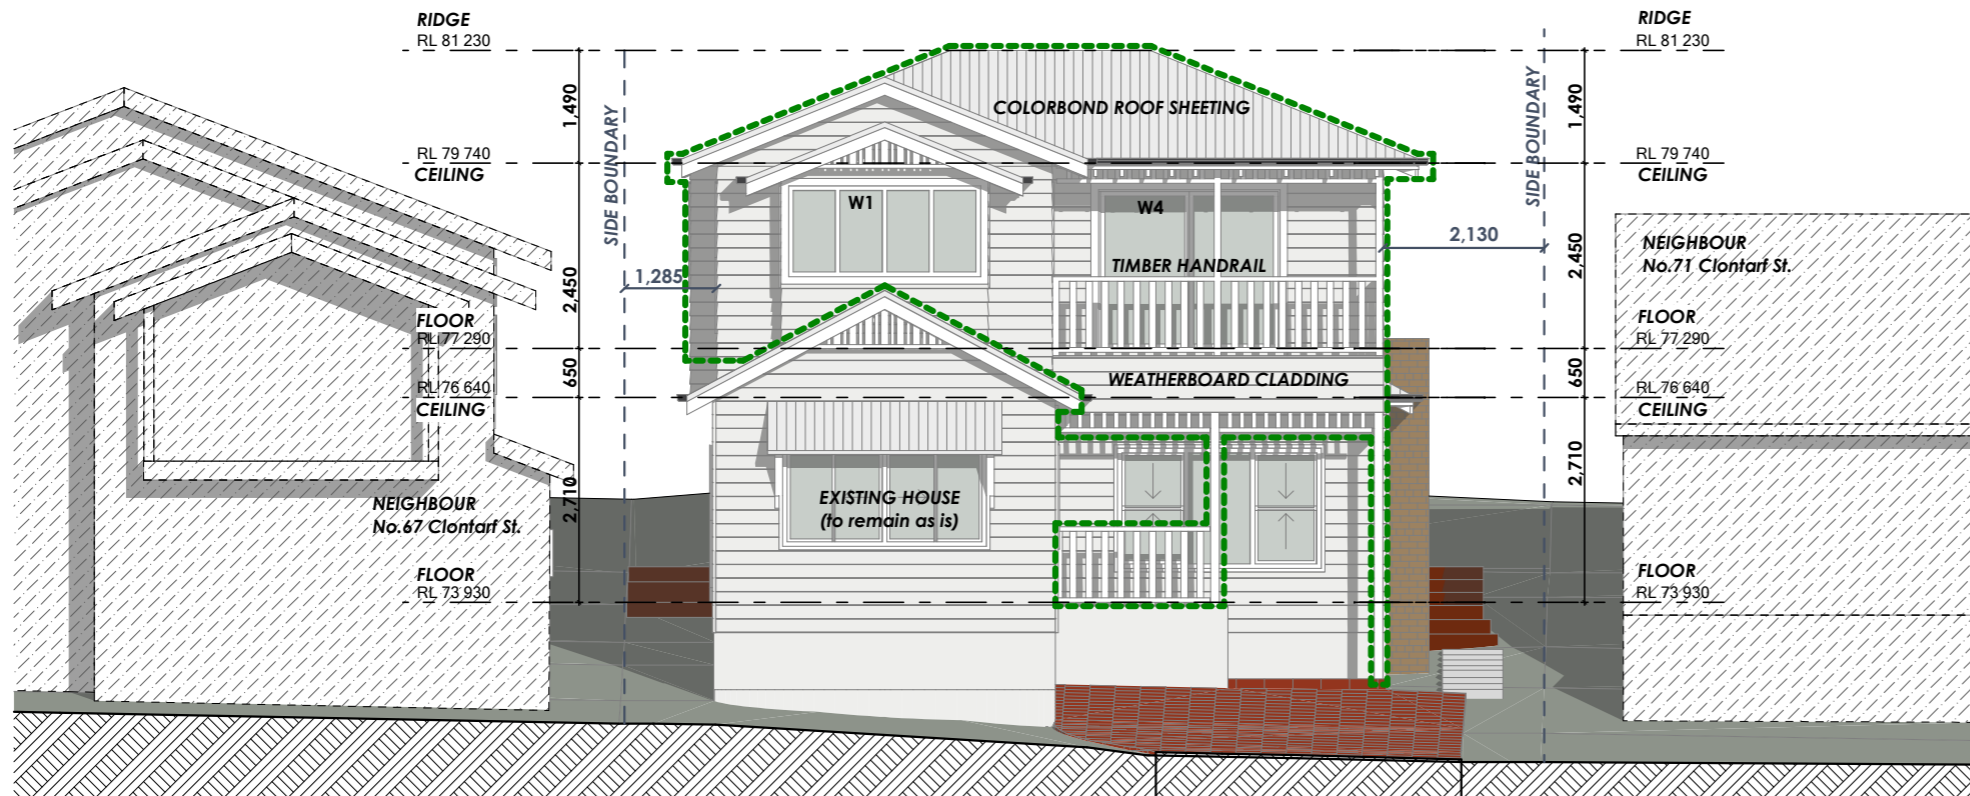 RIDGE
RL 81 230
RIDGE
RL 81 230
1,490
SIDE BOUNDARY
COLORBOND ROOF SHEETING
SIDE BOUNDARY
1,490
RL 79 740
CEILING
RL 79 740
CEILING
W1
W4
2,450
1,285
TIMBER HANDRAIL
2,130
2,450
NEIGHBOUR
No.71 Clontarf St.
FLOOR
RL 77 290
FLOOR
RL 77 290
650
WEATHERBOARD CLADDING
650
RL 76 640
CEILING
RL 76 640
CEILING
2,710
EXISTING HOUSE
(to remain as is)
2,710
NEIGHBOUR
No.67 Clontarf St.
FLOOR
RL 73 930
FLOOR
RL 73 930